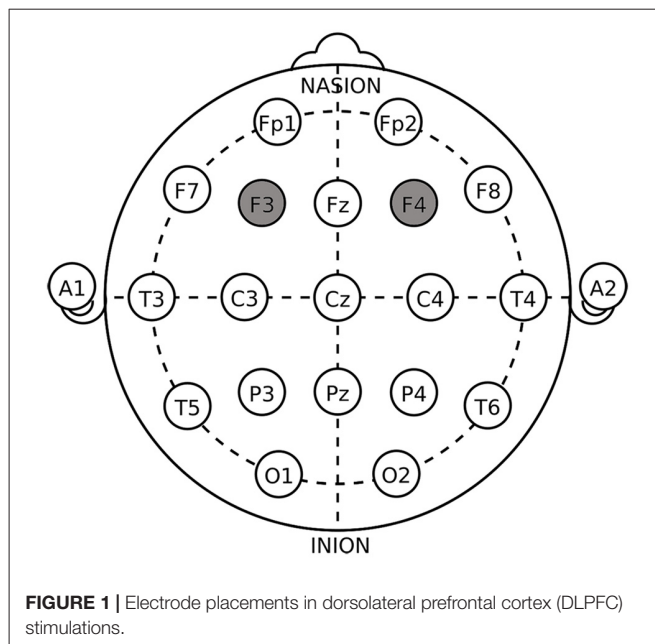 NASION
Fp1 Fp2
F7 F3 Fz F4 F8
A1 T3 C3 Cz C4 T4 A2
T5 P3 Pz P4 T6
O1 O2
INION
FIGURE 1 | Electrode placements in dorsolateral prefrontal cortex (DLPFC)
stimulations.